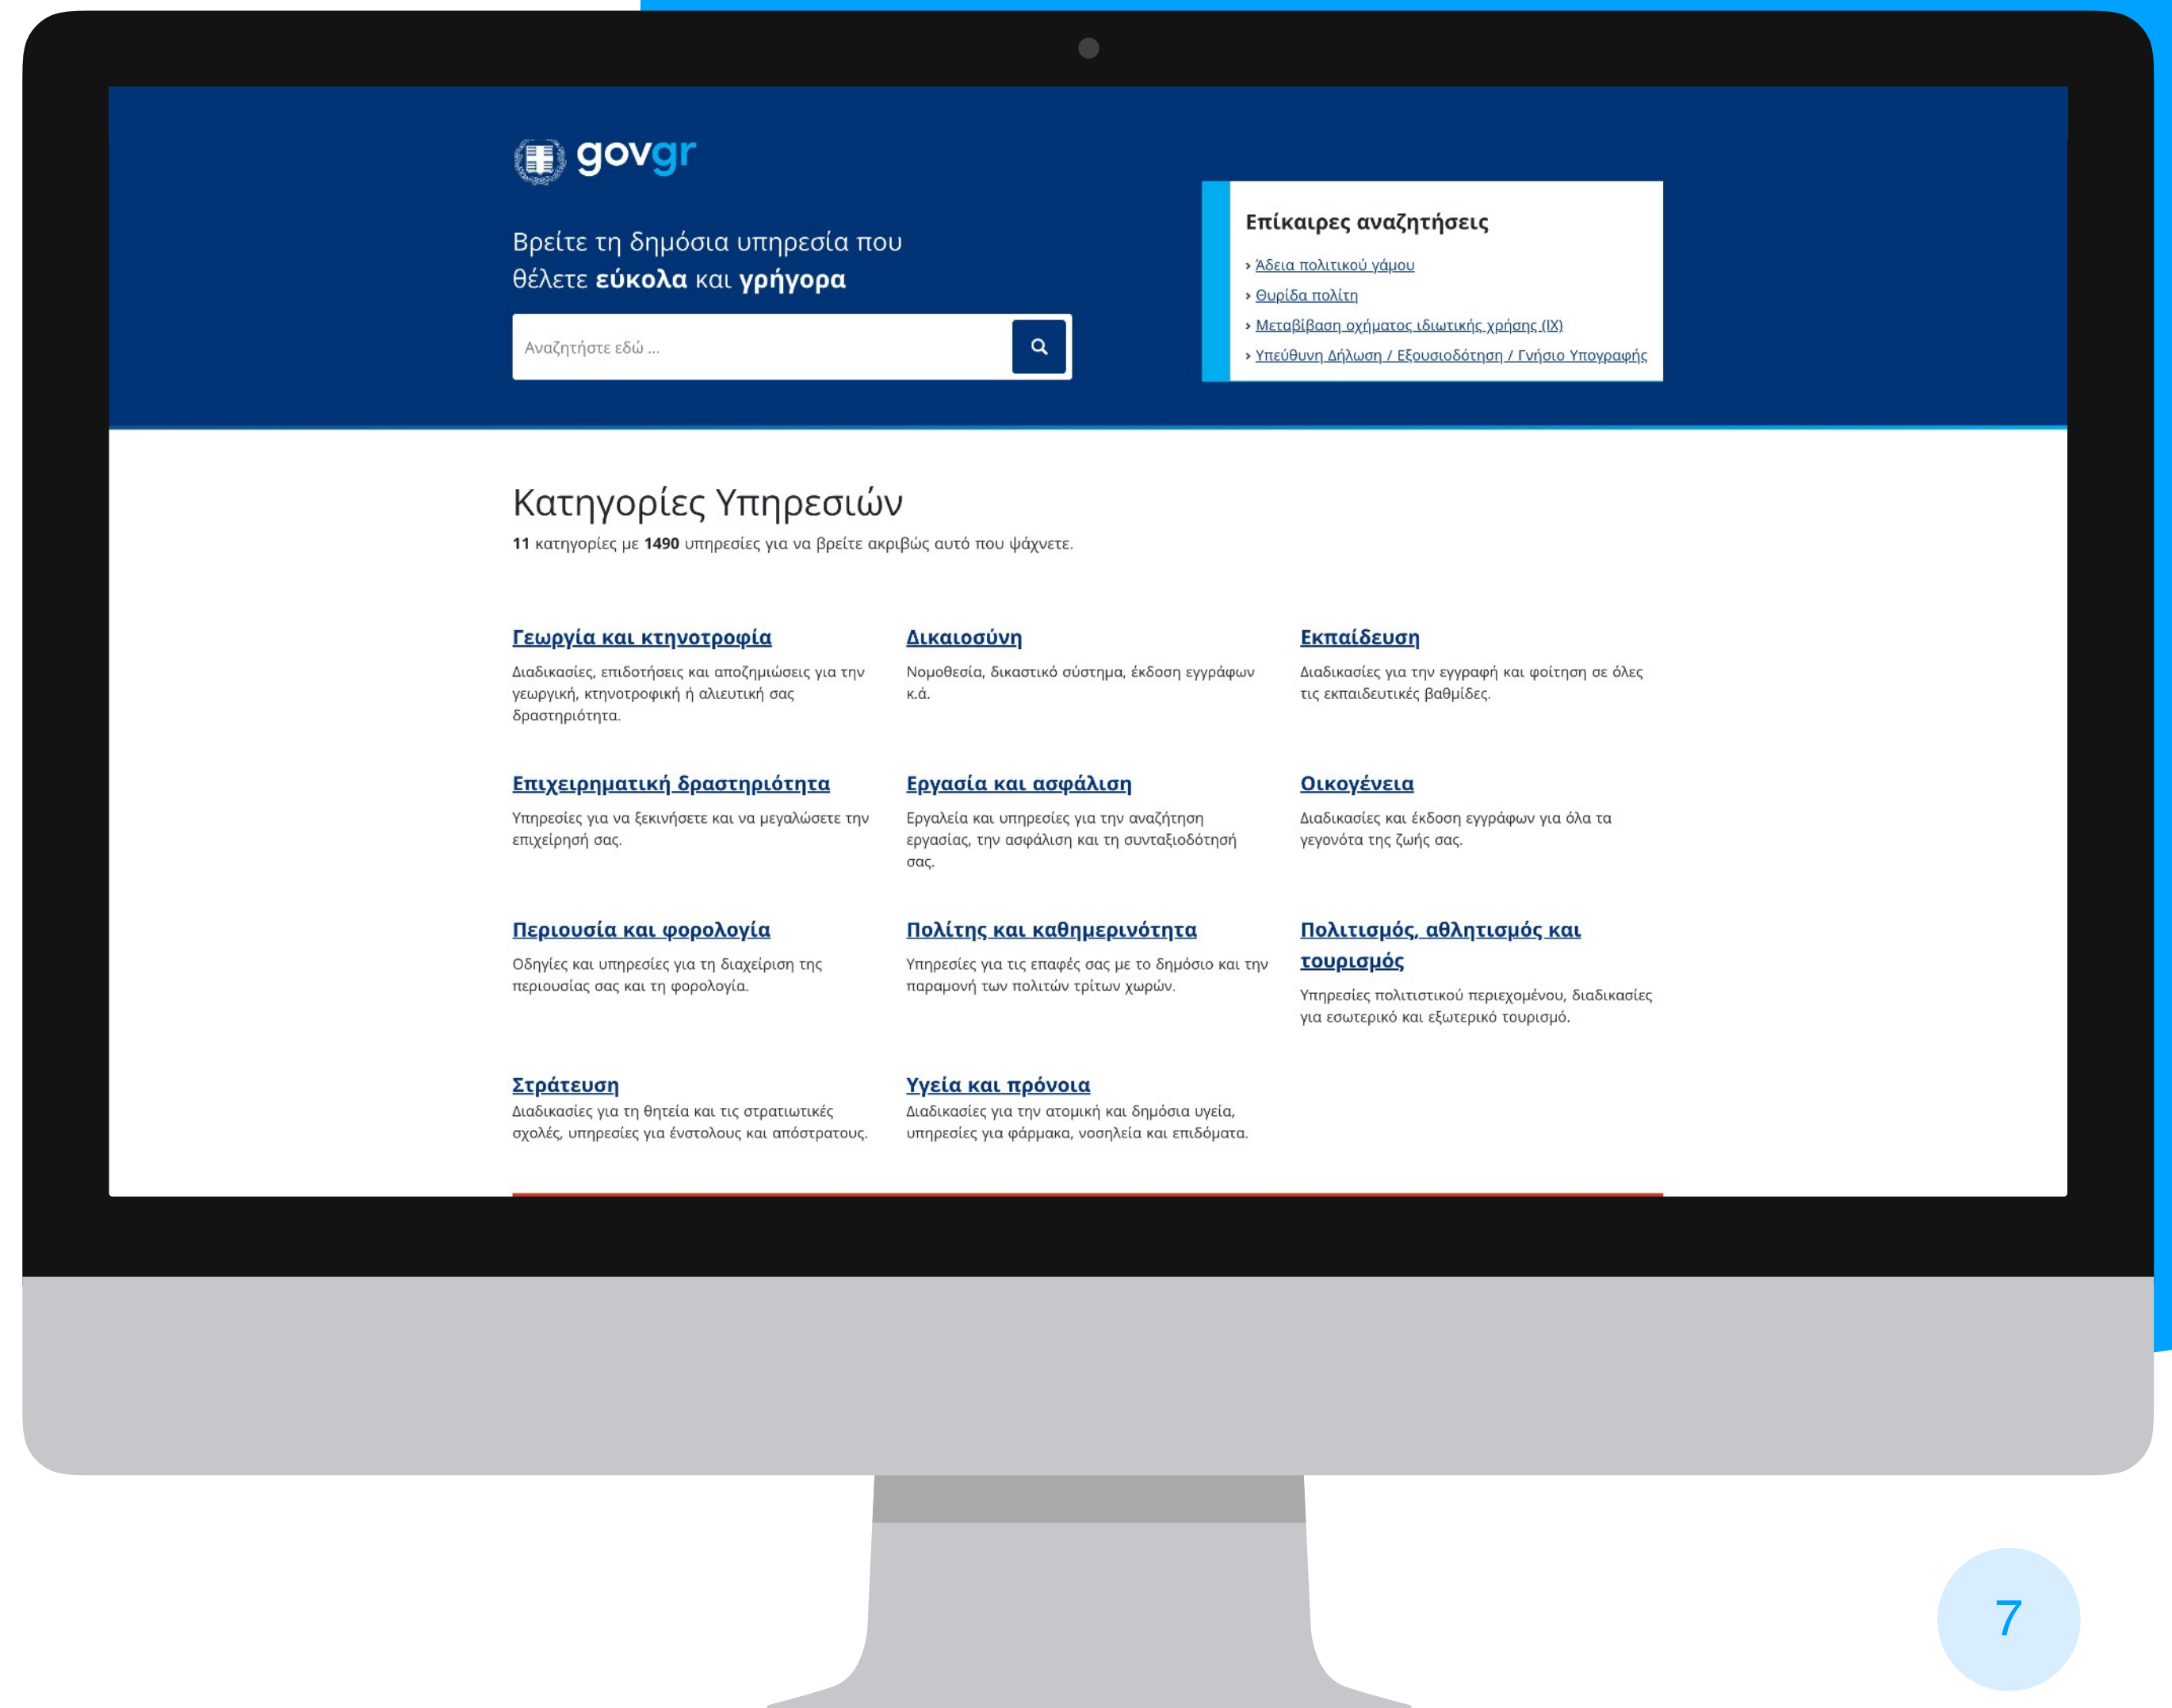 govgr
Βρείτε τη δημόσια υπηρεσία που
θέλετε εύκολα και γρήγορα
Αναζητήστε εδώ ...
Επίκαιρες αναζητήσεις
› Άδεια πολιτικού γάμου
› Θυρίδα πολίτη
› Μεταβίβαση οχήματος ιδιωτικής χρήσης (ΙΧ)
› Υπεύθυνη Δήλωση / Εξουσιοδότηση / Γνήσιο Υπογραφής
Κατηγορίες Υπηρεσιών
11 κατηγορίες με 1490 υπηρεσίες για να βρείτε ακριβώς αυτό που ψάχνετε.
Γεωργία και κτηνοτροφία
Διαδικασίες, επιδοτήσεις και αποζημιώσεις για την
γεωργική, κτηνοτροφική ή αλιευτική σας
δραστηριότητα.
Δικαιοσύνη
Νομοθεσία, δικαστικό σύστημα, έκδοση εγγράφων
κ.ά.
Εκπαίδευση
Διαδικασίες για την εγγραφή και φοίτηση σε όλες
τις εκπαιδευτικές βαθμίδες.
Επιχειρηματική δραστηριότητα
Υπηρεσίες για να ξεκινήσετε και να μεγαλώσετε την
επιχείρησή σας.
Εργασία και ασφάλιση
Εργαλεία και υπηρεσίες για την αναζήτηση
εργασίας, την ασφάλιση και τη συνταξιοδότησή
σας.
Οικογένεια
Διαδικασίες και έκδοση εγγράφων για όλα τα
γεγονότα της ζωής σας.
Περιουσία και φορολογία
Οδηγίες και υπηρεσίες για τη διαχείριση της
περιουσίας σας και τη φορολογία.
Πολίτης και καθημερινότητα
Υπηρεσίες για τις επαφές σας με το δημόσιο και την
παραμονή των πολιτών τρίτων χωρών.
Πολιτισμός, αθλητισμός και
τουρισμός
Υπηρεσίες πολιτιστικού περιεχομένου, διαδικασίες
για εσωτερικό και εξωτερικό τουρισμό.
Στράτευση
Διαδικασίες για τη θητεία και τις στρατιωτικές
σχολές, υπηρεσίες για ένστολους και απόστρατους.
Υγεία και πρόνοια
Διαδικασίες για την ατομική και δημόσια υγεία,
υπηρεσίες για φάρμακα, νοσηλεία και επιδόματα.
7